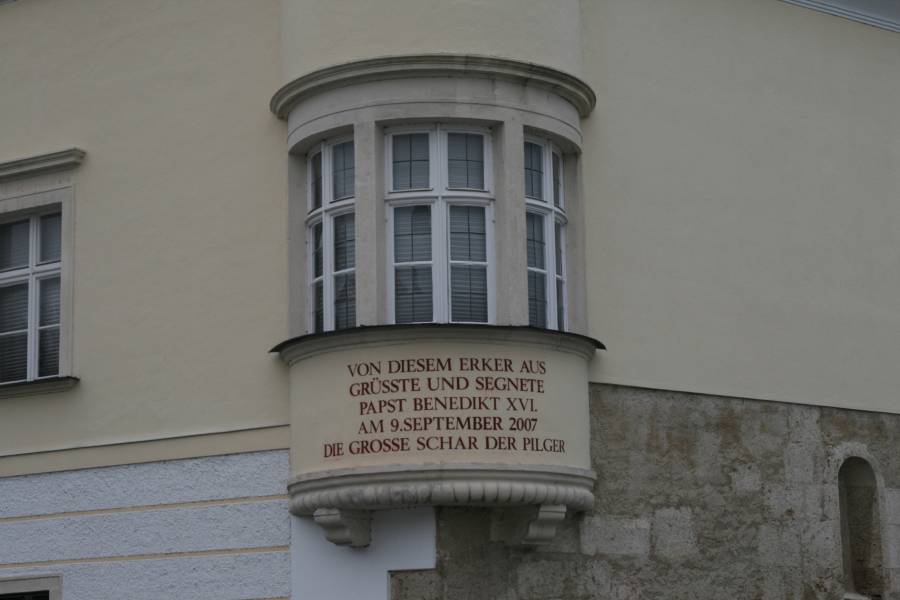 VON DIESEM ERKER AUS
GRÜSSTE UND SEGNETE
PAPST BENEDIKT XVI.
AM 9.SEPTEMBER 2007
DIE GROSSE SCHAR DER PILGER